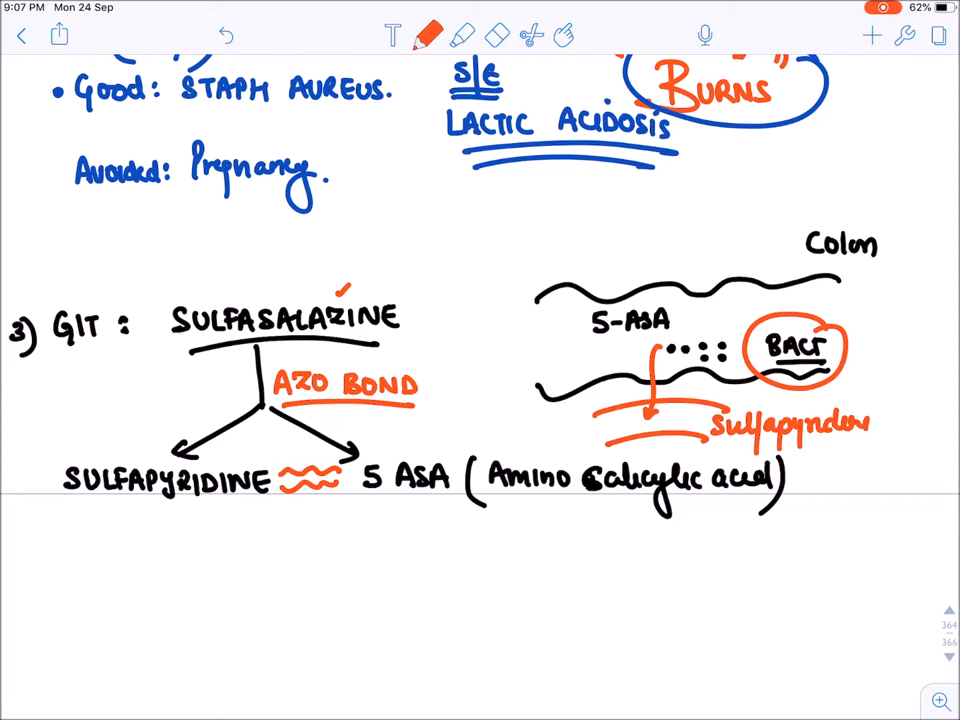 9:07 PM Mon 24 Sep
62%
T
• Good: STAPH AUREUS.
S/E
BURNS
LACTIC ACIDOSIS
Avoided: Pregnancy.
Colon
3) GIT: SULFASALAZINE
5-ASA
BACT
AZO BOND
Sulfapyridine
SULFAPYRIDINE 5 ASA (Amino Salicylic acid)
364
366